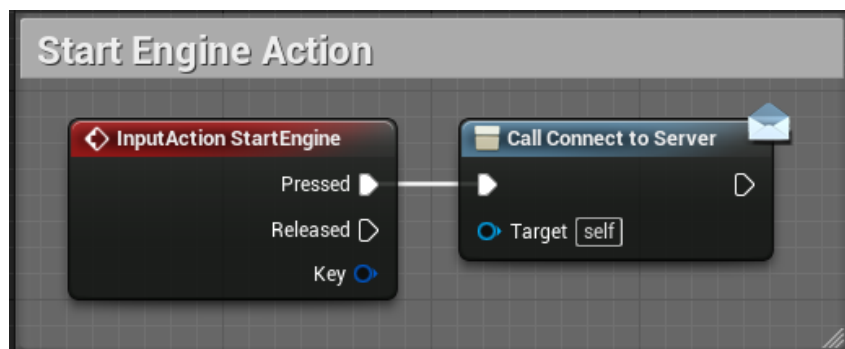 Start Engine Action
InputAction StartEngine
Pressed
Released
Key
Call Connect to Server
Target self